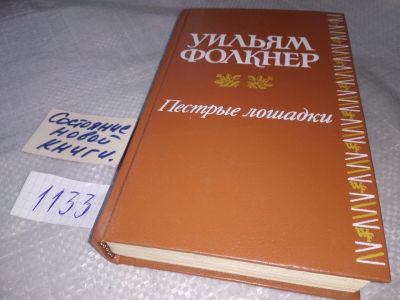 УИЛЬЯМ
ФОЛКНЕР
Пестрые лошадки
Состояние
новой
книги.
1133